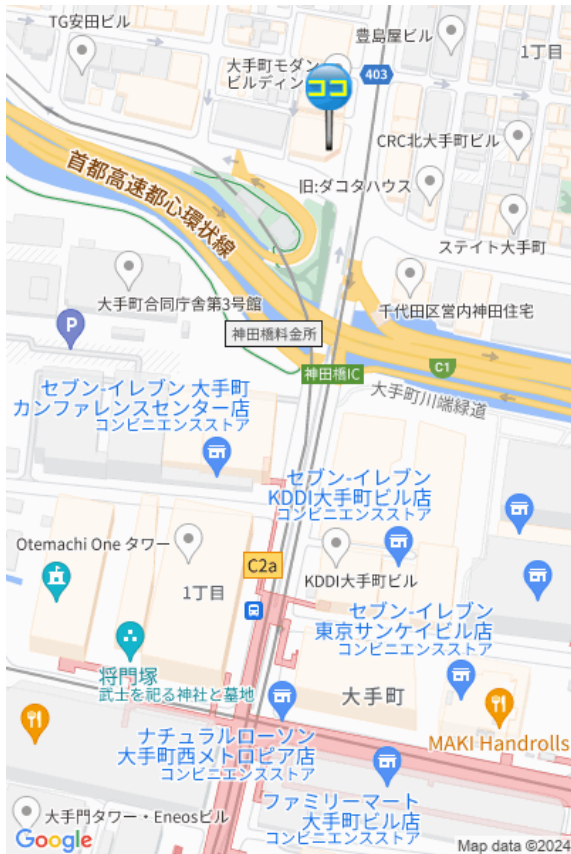 TG安田ビル
豊島屋ビル
1丁目
大手町モダン
ビルディン
403
ココ
CRC北大手町ビル
首都高速都心環状線
旧:ダコタハウス
ステイト大手町
大手町合同庁舎第3号館
千代田区営内神田住宅
P
神田橋料金所
C1
神田橋IC
大手町川端緑道
セブン-イレブン 大手町
カンファレンスセンター店
コンビニエンスストア
セブン-イレブン
KDDI大手町ビル店
コンビニエンスストア
Otemachi One タワー
C2a
KDDI大手町ビル
1丁目
セブン-イレブン
東京サンケイビル店
コンビニエンスストア
将門塚
武士を祀る神社と墓地
大手町
ナチュラルローソン
大手町西メトロピア店
コンビニエンスストア
MAKI Handrolls
ファミリーマート
大手町ビル店
コンビニエンスストア
大手門タワー・Eneosビル
Google
Map data ©2024